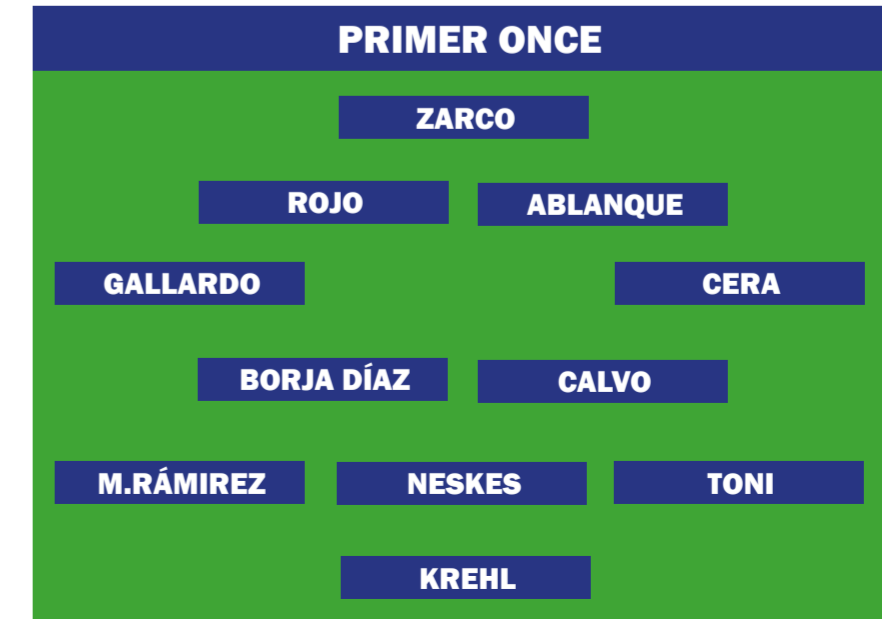 PRIMER ONCE
ZARCO
ROJO ABLANQUE
GALLARDO CERA
BORJA DÍAZ CALVO
M.RÁMIREZ NESKES TONI
KREHL